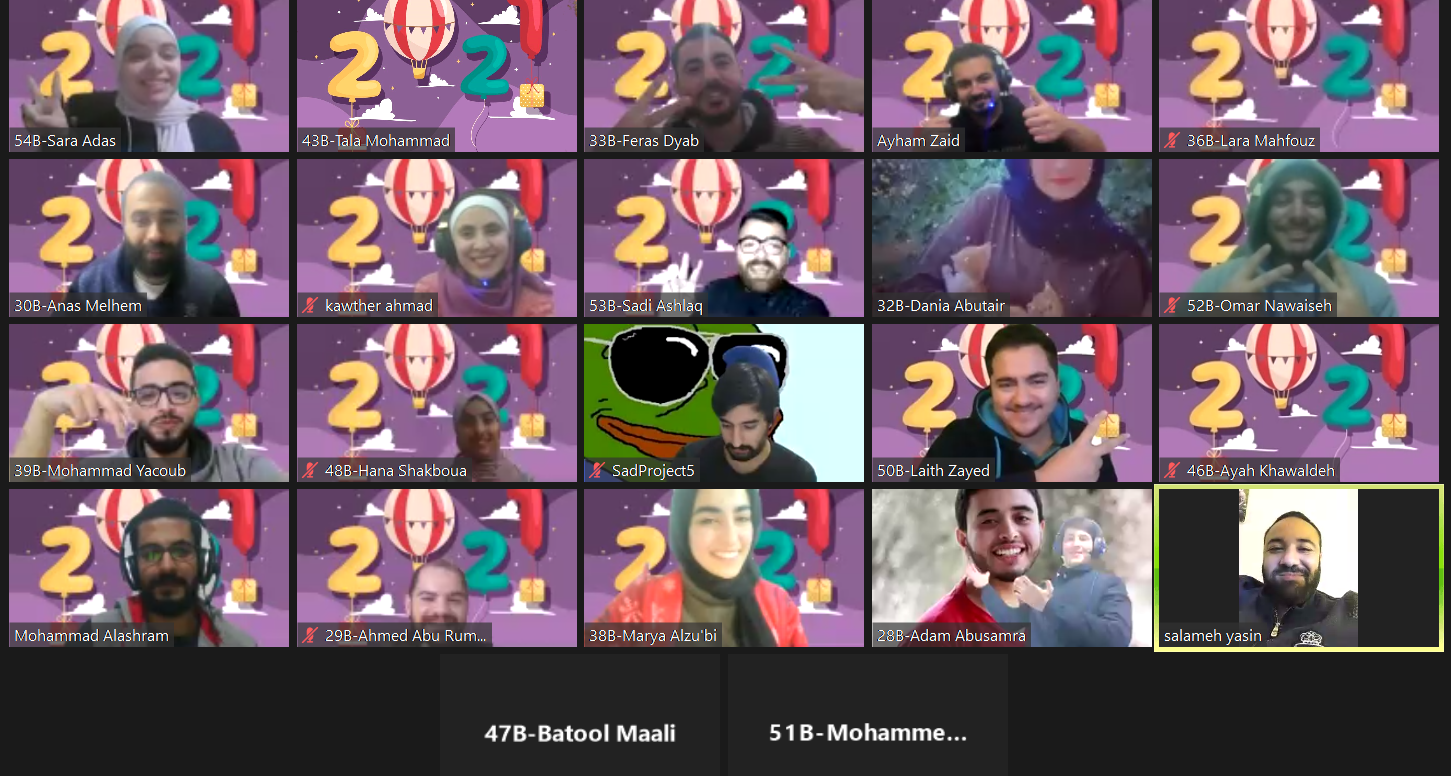 54B-Sara Adas
43B-Tala Mohammad
33B-Feras Dyab
Ayham Zaid
36B-Lara Mahfouz
30B-Anas Melhem
kawther ahmad
53B-Sadi Ashlaq
32B-Dania Abutair
52B-Omar Nawaiseh
39B-Mohammad Yacoub
48B-Hana Shakboua
SadProject5
50B-Laith Zayed
46B-Ayah Khawaldeh
Mohammad Alashram
29B-Ahmed Abu Rum...
38B-Marya Alzu'bi
28B-Adam Abusamra
salameh yasin
47B-Batool Maali
51B-Mohamme...